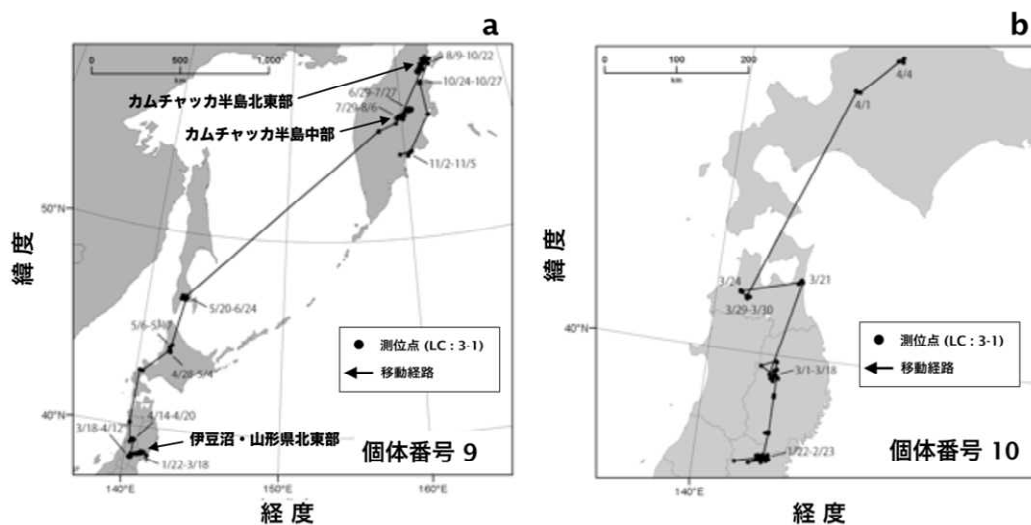 a
0
500
1,000
km
8/9-10/22
カムチャッカ半島北東部
10/24-10/27
6/29-7/27
7/29-8/6
カムチャッカ半島中部
11/2-11/5
50°N
緯 度
5/20-6/24
4/28-5/4
測位点 (LC : 3-1)
移動経路
40°N
4/14-4/20
3/18-4/12
伊豆沼・山形県北東部
1/22-3/18
個体番号 9
140°E
150°E
160°E
経 度
b
0
100
200
km
4/4
4/1
3/24
3/21
3/29-3/30
緯 度
40°N
測位点 (LC : 3-1)
移動経路
3/1-3/18
1/22-2/23
個体番号 10
140°E
経 度